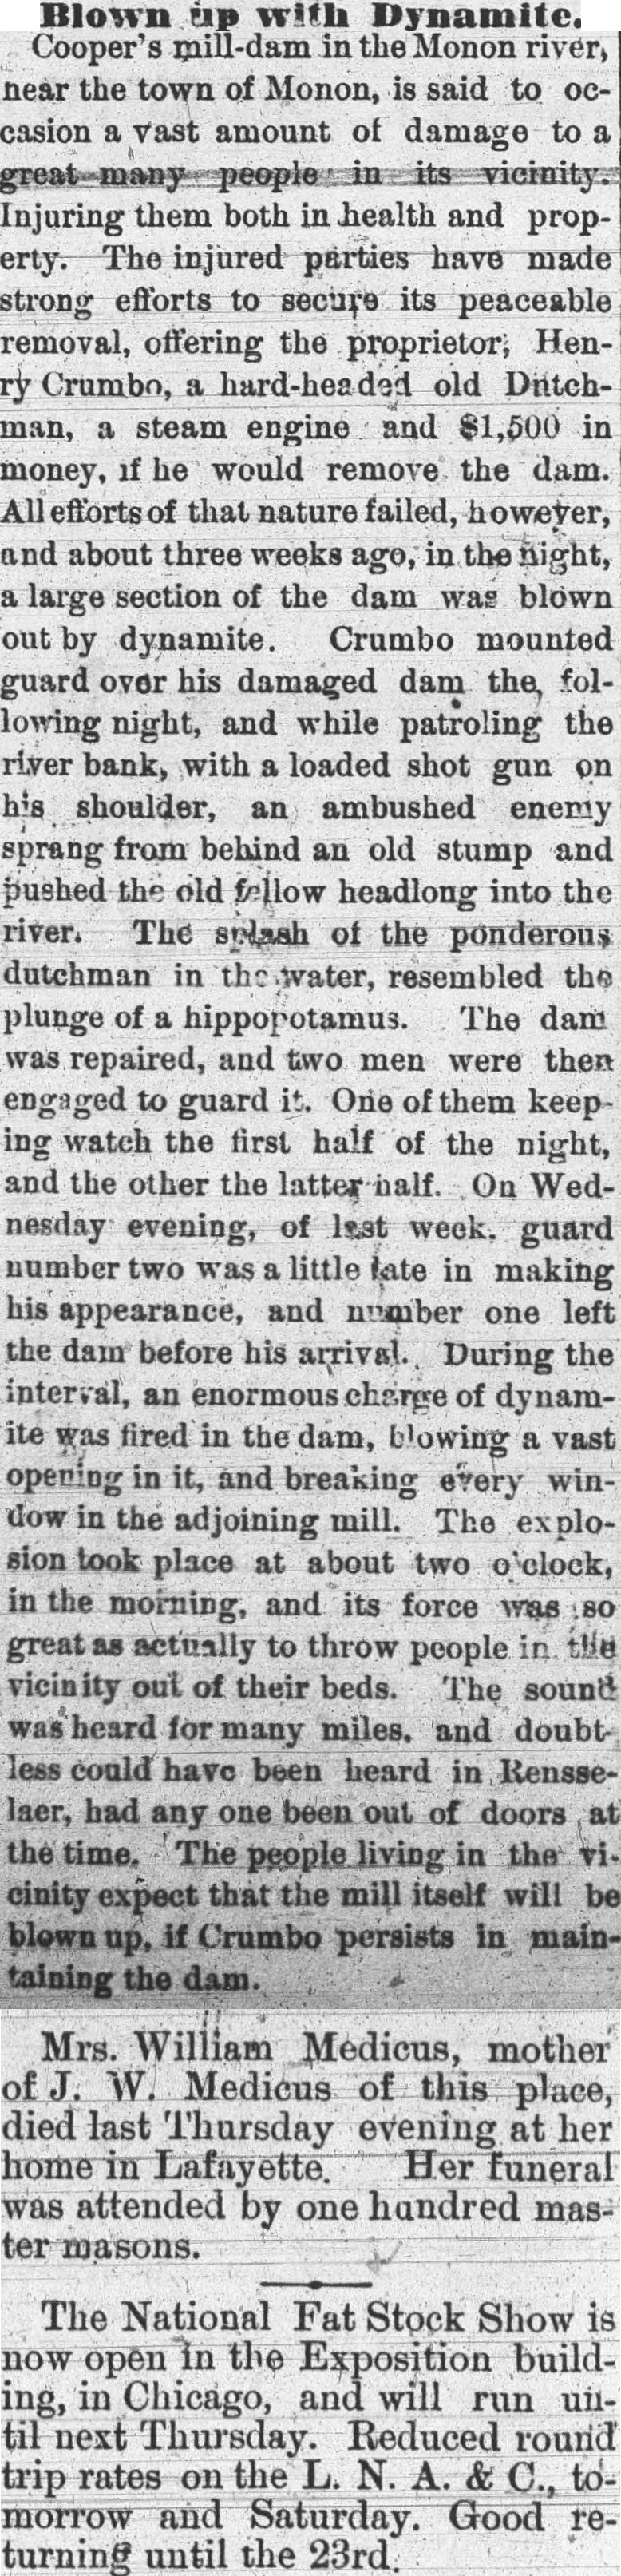 Blown up with Dynamite.
Cooper's mill-dam in the Monon river,
near the town of Monon, is said to oc-
casion a vast amount of damage to a
great many people in its vicinity.
Injuring them both in health and prop-
erty. The injured parties have made
strong efforts to secure its peaceable
removal, offering the proprietor, Hen-
ry Crumbo, a hard-headed old Dutch-
man, a steam engine and $1,500 in
money, if he would remove the dam.
All efforts of that nature failed, however,
and about three weeks ago, in the night,
a large section of the dam was blown
out by dynamite. Crumbo mounted
guard over his damaged dam the fol-
lowing night, and while patroling the
river bank, with a loaded shot gun on
his shoulder, an ambushed enemy
sprang from behind an old stump and
pushed the old fellow headlong into the
river. The splash of the ponderous
dutchman in the water, resembled the
plunge of a hippopotamus. The dam
was repaired, and two men were then
engaged to guard it. One of them keep-
ing watch the first half of the night,
and the other the latter half. On Wed-
nesday evening, of last week, guard
number two was a little late in making
his appearance, and number one left
the dam before his arrival. During the
interval, an enormous charge of dynam-
ite was fired in the dam, blowing a vast
opening in it, and breaking every win-
dow in the adjoining mill. The explo-
sion took place at about two o'clock,
in the morning, and its force was so
great as actually to throw people in the
vicinity out of their beds. The sound
was heard for many miles, and doubt-
less could have been heard in Rensse-
laer, had any one been out of doors at
the time. The people living in the vi-
cinity expect that the mill itself will be
blown up, if Crumbo persists in main-
taining the dam.
Mrs. William Medicus, mother
of J. W. Medicus of this place,
died last Thursday evening at her
home in Lafayette. Her funeral
was attended by one hundred mas-
ter masons.
The National Fat Stock Show is
now open in the Exposition build-
ing, in Chicago, and will run un-
til next Thursday. Reduced round
trip rates on the L. N. A. & C., to-
morrow and Saturday. Good re-
turning until the 23rd.